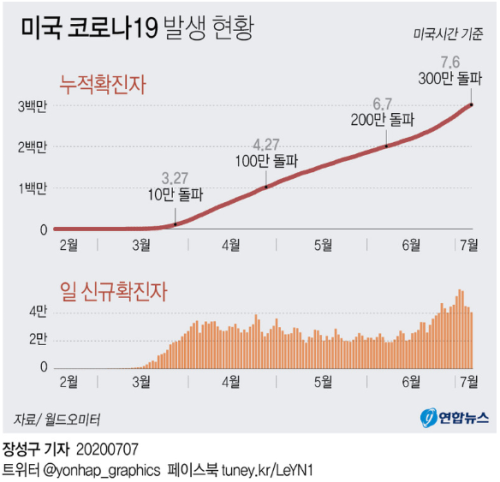 미국 코로나19 발생 현황
미국시간 기준
누적확진자
7.6
300만 돌파
3백만
6.7
200만 돌파
2백만
4.27
100만 돌파
3.27
10만 돌파
1백만
0
2월 3월 4월 5월 6월 7월
일 신규확진자
4만
2만
0
2월 3월 4월 5월 6월 7월
자료/ 월드오미터
연합뉴스
장성구 기자 20200707
트위터 @yonhap_graphics 페이스북 tuney.kr/LeYN1